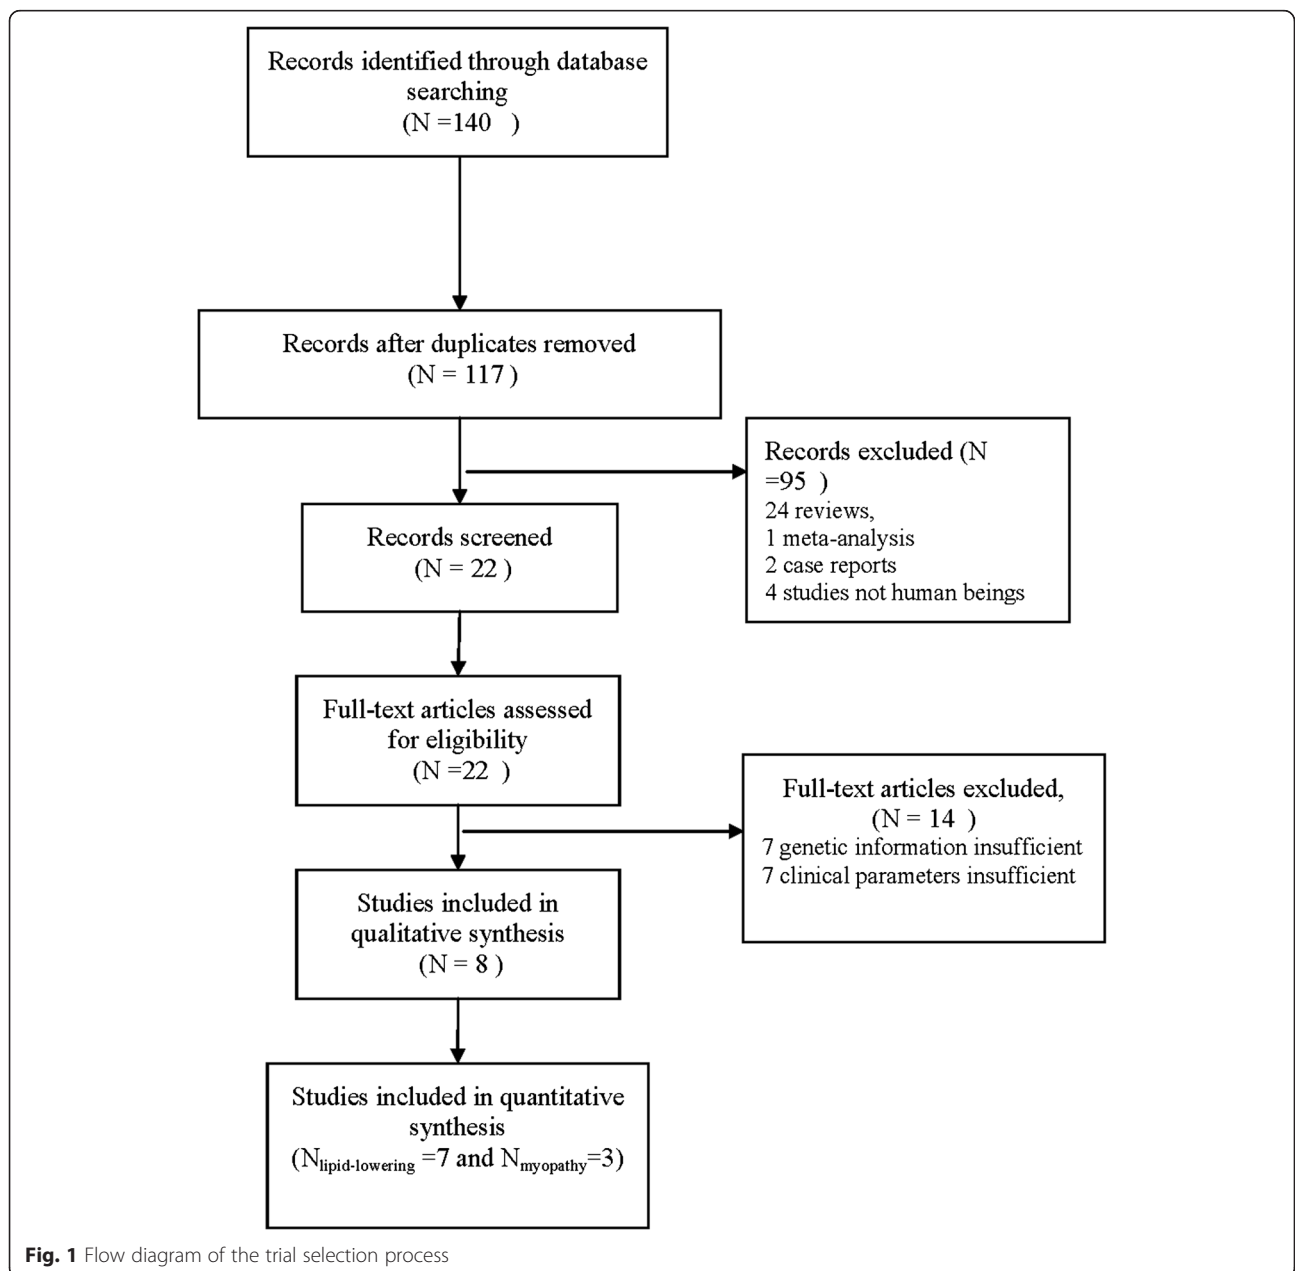 Records identified through database
searching
(N =140 )
Records after duplicates removed
(N = 117 )
Records excluded (N
=95 )
24 reviews,
1 meta-analysis
2 case reports
4 studies not human beings
Records screened
(N = 22 )
Full-text articles assessed
for eligibility
(N =22 )
Full-text articles excluded,
(N = 14 )
7 genetic information insufficient
7 clinical parameters insufficient
Studies included in
qualitative synthesis
(N = 8 )
Studies included in quantitative
synthesis
(Nlipid-lowering =7 and Nmyopathy=3)
Fig. 1 Flow diagram of the trial selection process